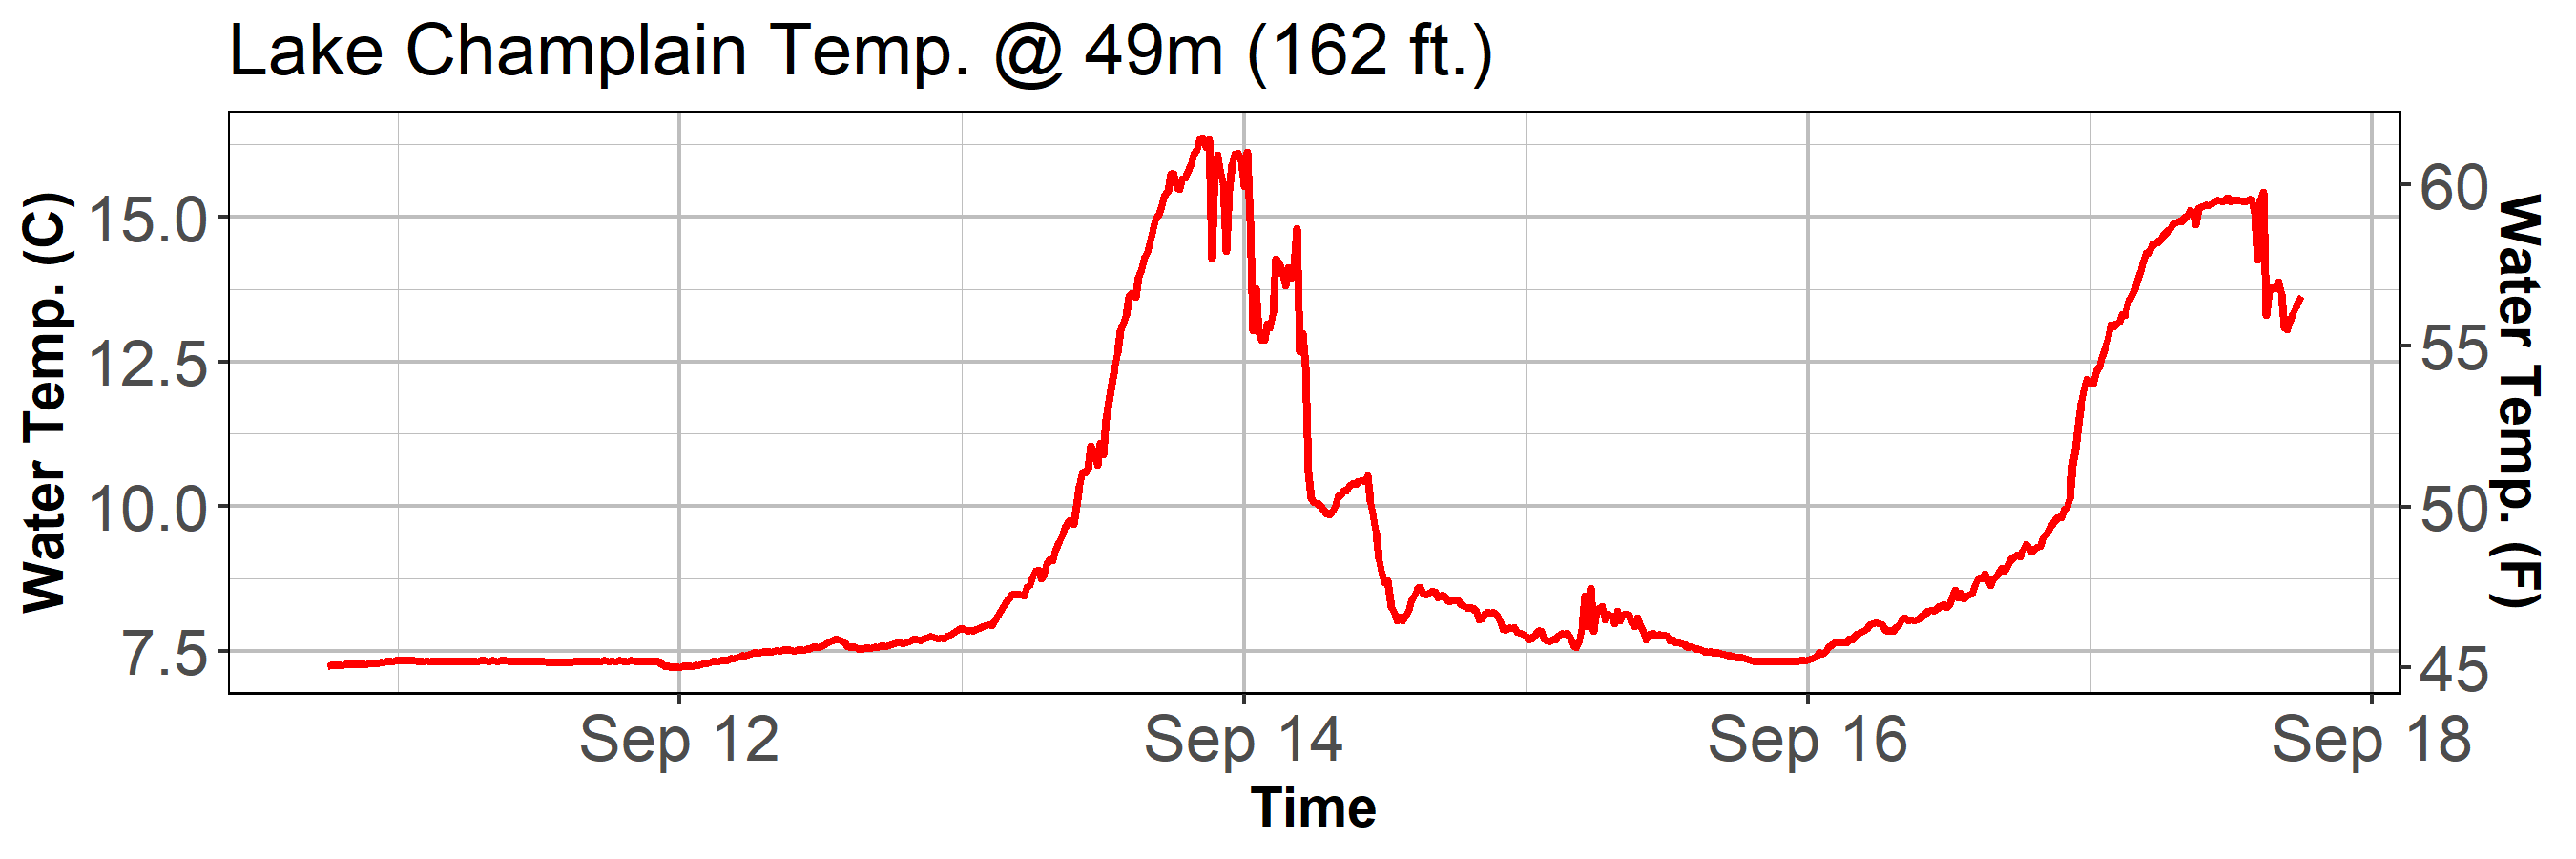 Lake Champlain Temp. @ 49m (162 ft.)
Water Temp. (C)
15.0
12.5
10.0
7.5
60
55
50
45
Water Temp. (F)
Sep 12 Sep 14 Sep 16 Sep 18
Time